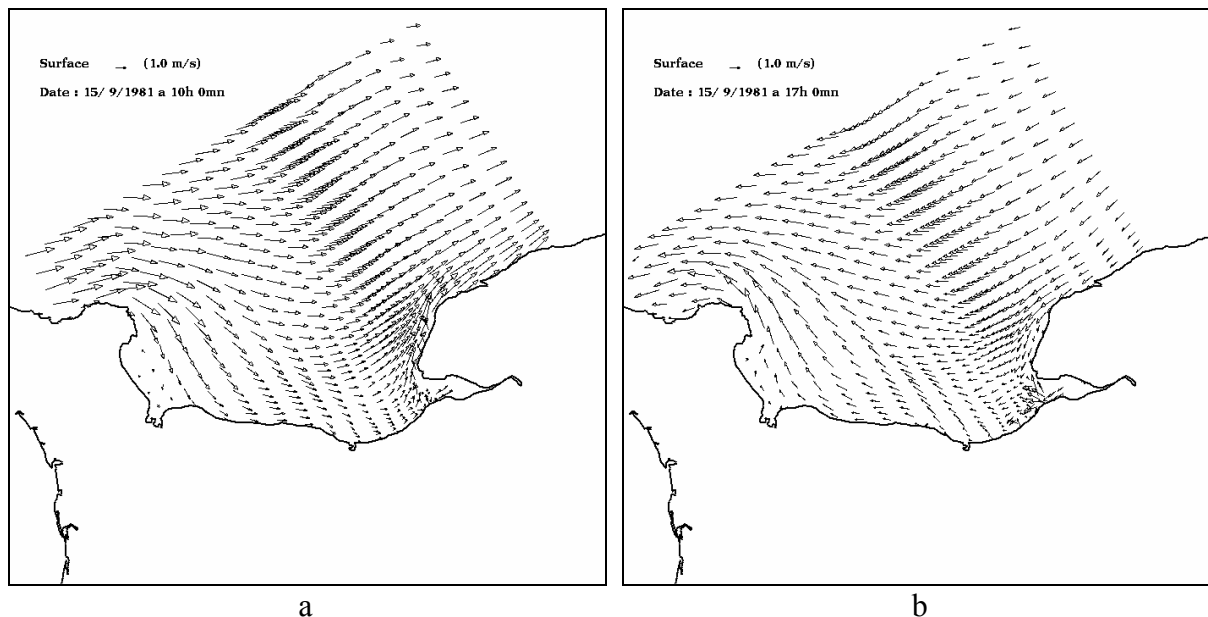 Surface → (1.0 m/s)
Date : 15/ 9/1981 a 10h 0mn
Surface → (1.0 m/s)
Date : 15/ 9/1981 a 17h 0mn
a
b